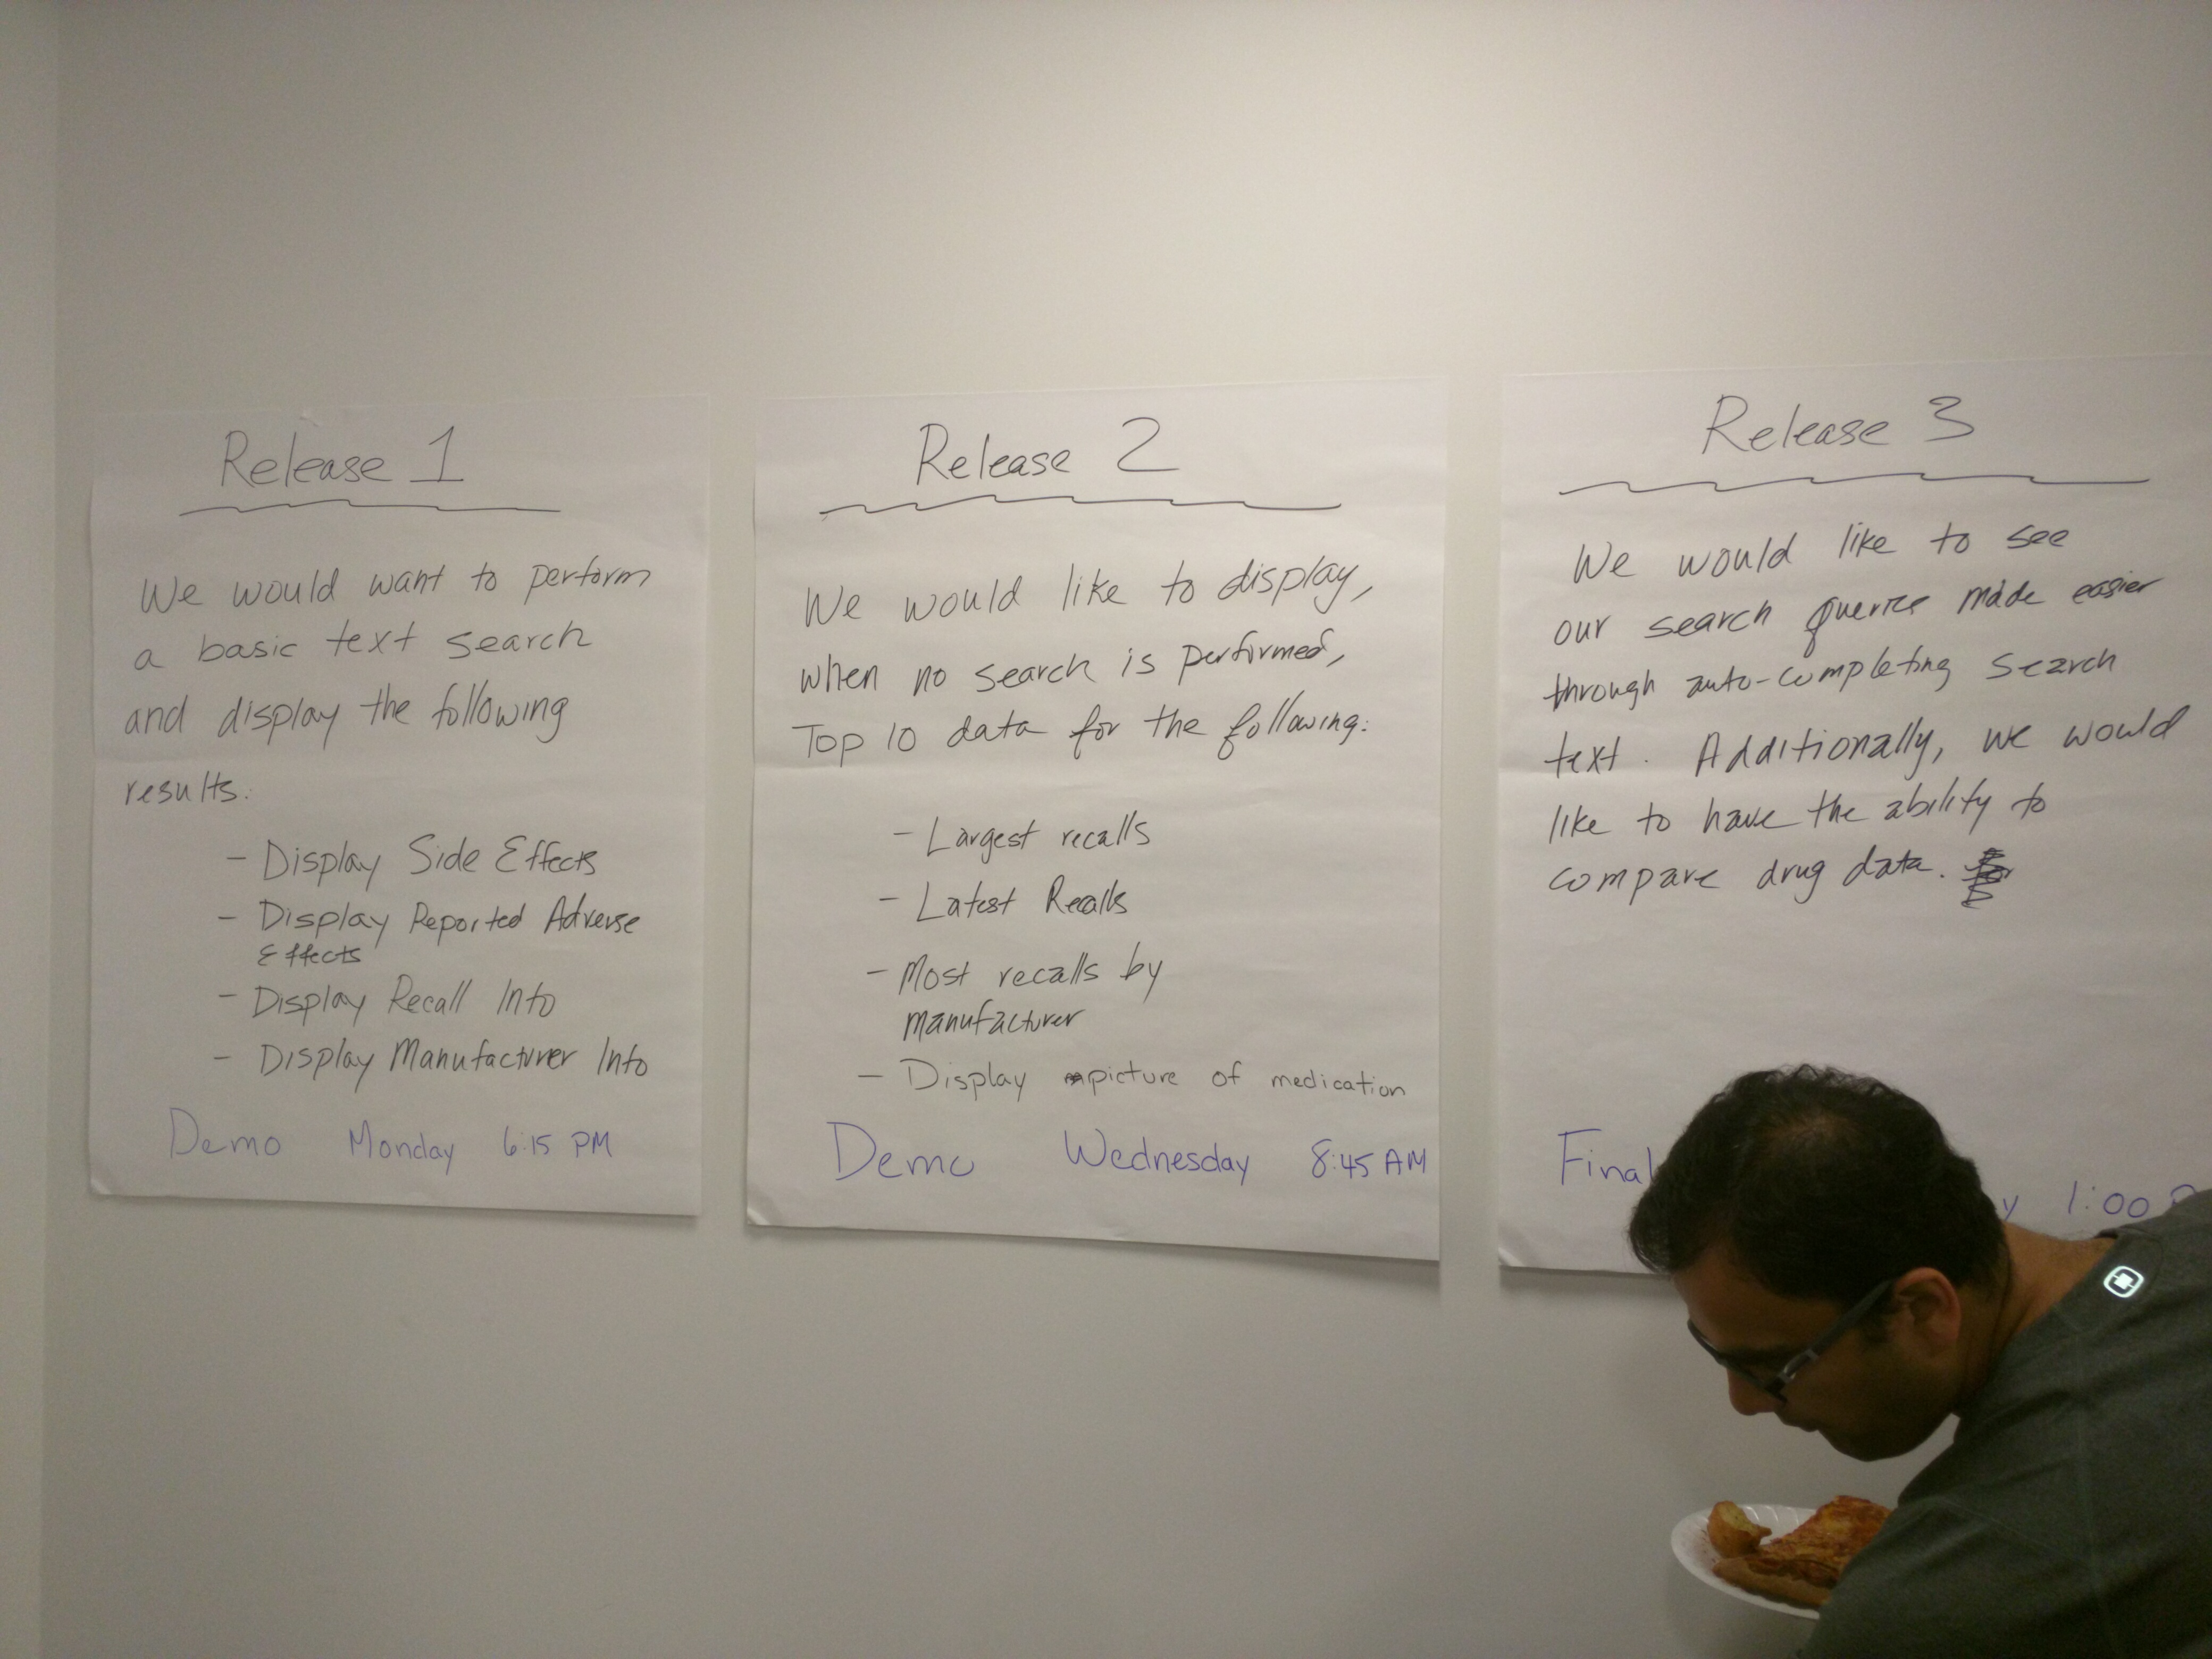 Release 1
We would want to perform
a basic text search
and display the following
results:
- Display Side Effects
- Display Reported Adverse
Effects
- Display Recall Info
- Display Manufacturer Info
Demo Monday 6:15 PM
Release 2
We would like to display,
when no search is performed,
Top 10 data for the following:
- Largest recalls
- Latest Recalls
- Most recalls by
manufacturer
- Display picture of medication
Demo Wednesday 8:45 AM
Release 3
We would like to see
our search queries made easier
through auto-completing search
text. Additionally, we would
like to have the ability to
compare drug data.
Final
y 1:00